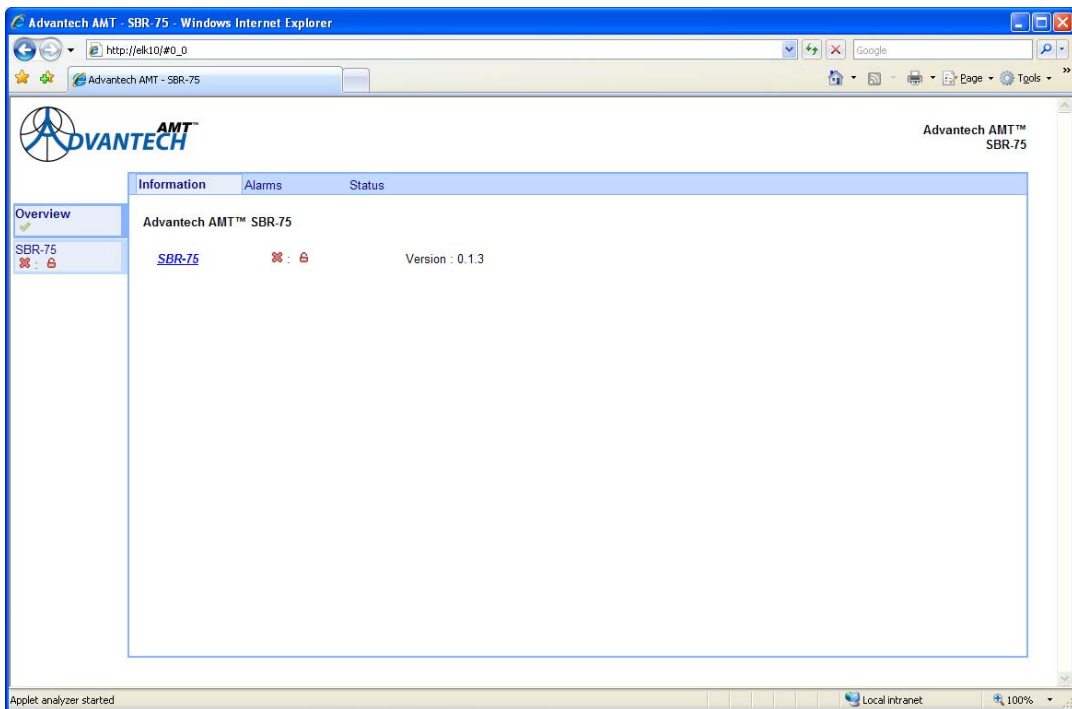 Advantech AMT - SBR-75 - Windows Internet Explorer
http://elk10/#0_0
Google
Advantech AMT - SBR-75
Page
Tools
»
ADVANTECH AMT™
Advantech AMT™
SBR-75
Information Alarms Status
Overview
SBR-75
:
Advantech AMT™ SBR-75
SBR-75 : Version : 0.1.3
Applet analyzer started
Local intranet
100%